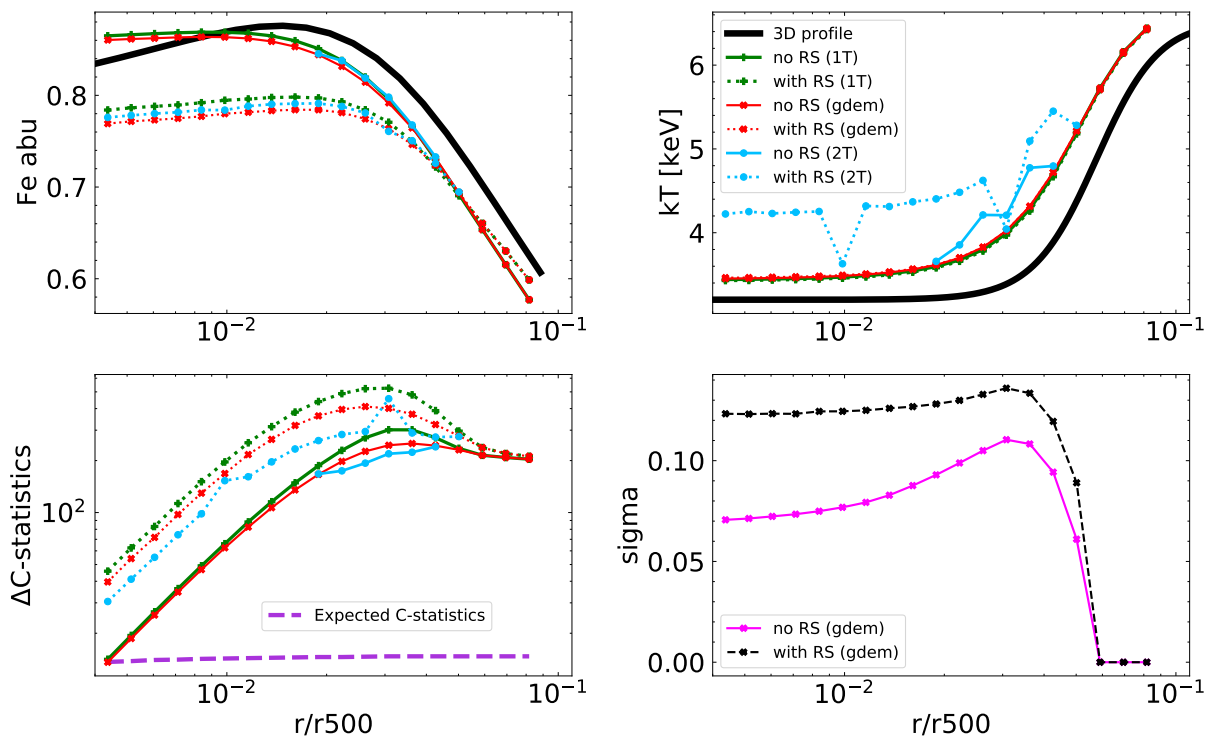 Fe abu
0.8
0.7
0.6
10⁻²
10⁻¹
kT [keV]
6
5
4
3D profile
no RS (1T)
with RS (1T)
no RS (gdem)
with RS (gdem)
no RS (2T)
with RS (2T)
10⁻²
10⁻¹
ΔC-statistics
10²
Expected C-statistics
10⁻²
10⁻¹
r/r500
sigma
0.10
0.05
0.00
no RS (gdem)
with RS (gdem)
10⁻²
10⁻¹
r/r500